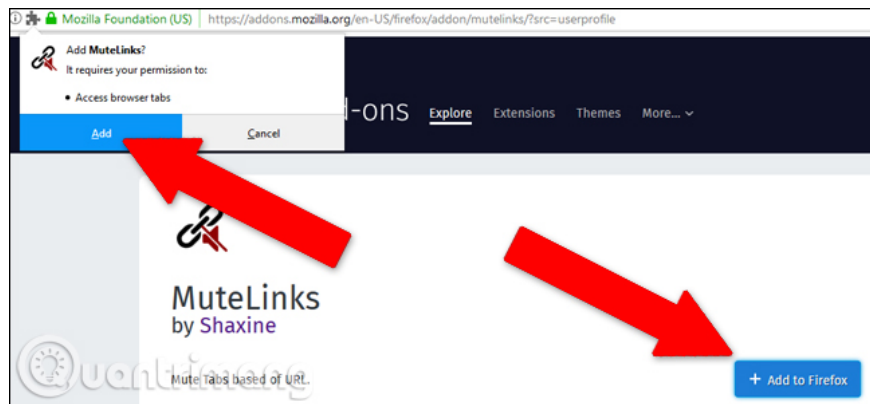 Mozilla Foundation (US) https://addons.mozilla.org/en-US/firefox/addon/mutelinks/?src=userprofile
Add MuteLinks?
It requires your permission to:
• Access browser tabs
Add Cancel
d-ons Explore Extensions Themes More...
MuteLinks
by Shaxine
Mute Tabs based of URL.
+ Add to Firefox
Quantrimang